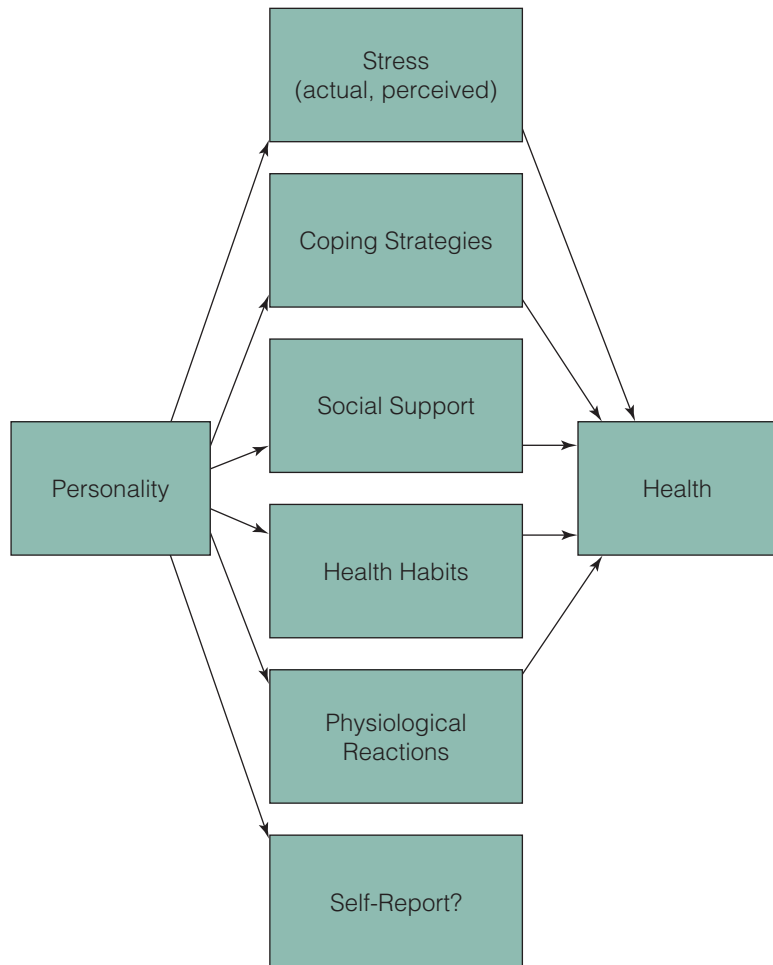 Stress
(actual, perceived)
Coping Strategies
Social Support
Personality
Health
Health Habits
Physiological
Reactions
Self-Report?